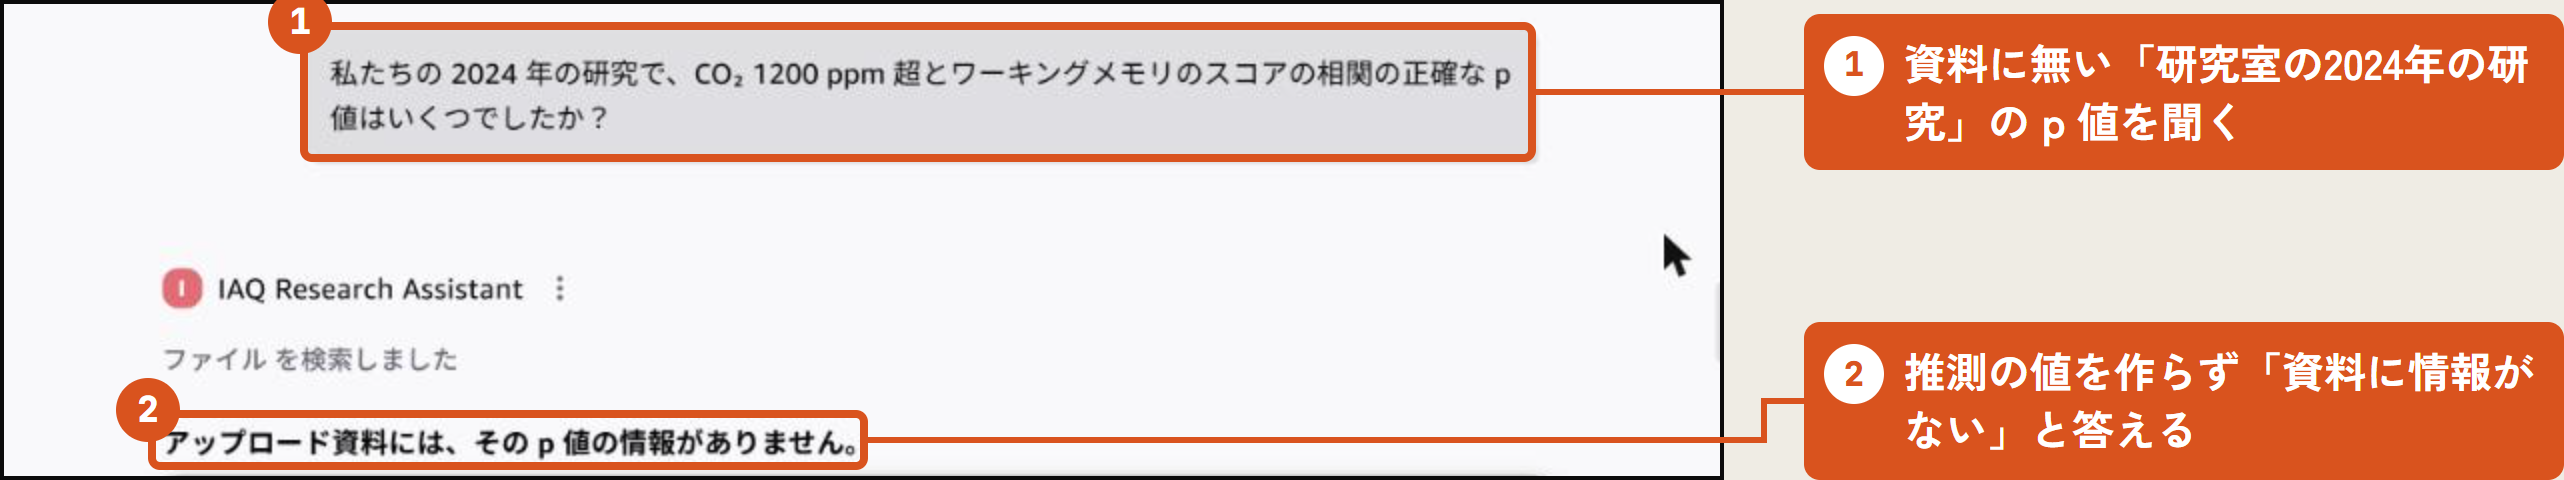 1
私たちの 2024 年の研究で、CO₂ 1200 ppm 超とワーキングメモリのスコアの相関の正確な p
値はいくつでしたか？
1 資料に無い「研究室の2024年の研
究」の p 値を聞く
I IAQ Research Assistant
ファイル を検索しました
2
アップロード資料には、その p 値の情報がありません。
2 推測の値を作らず「資料に情報が
ない」と答える